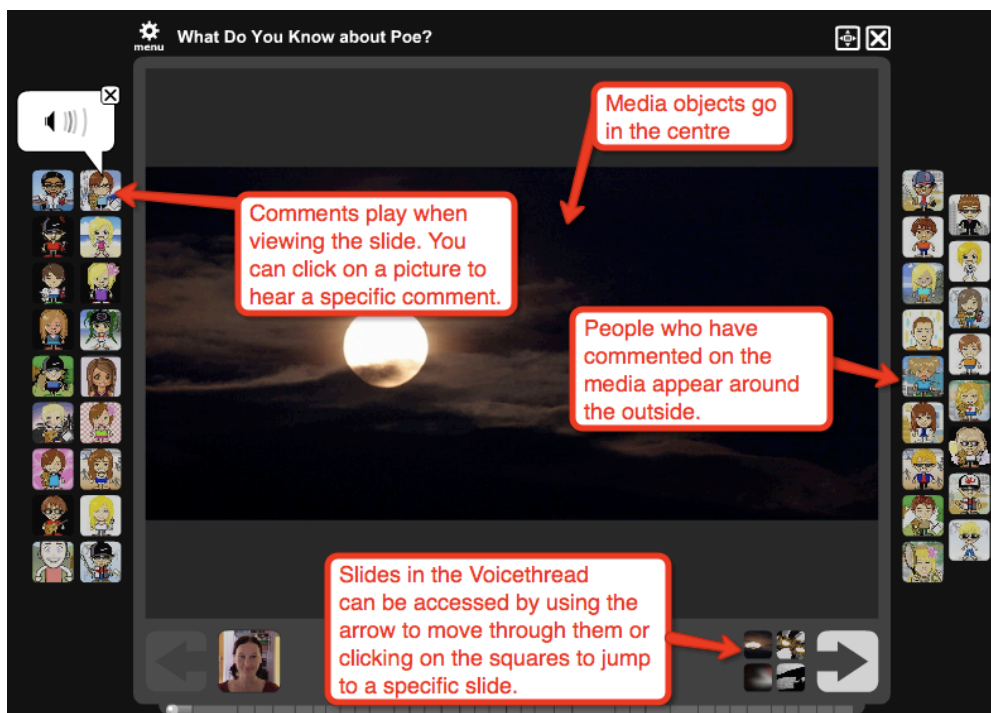 What Do You Know about Poe?
menu
Media objects go
in the centre
Comments play when
viewing the slide. You
can click on a picture to
hear a specific comment.
People who have
commented on the
media appear around
the outside.
Slides in the Voicethread
can be accessed by using the
arrow to move through them or
clicking on the squares to jump
to a specific slide.